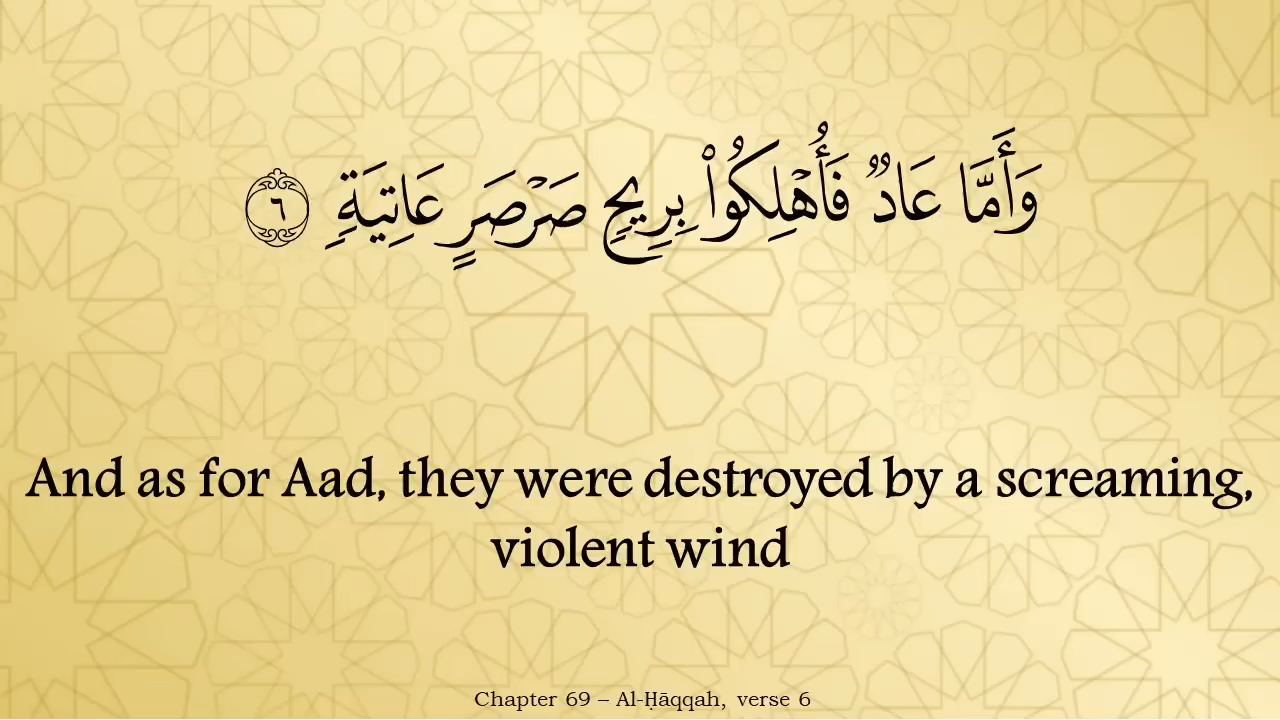 وَأَمَّا عَادٌ فَأُهْلِكُوا۟ بِرِيحٍ صَرْصَرٍ عَاتِيَةٍ ٦
And as for Aad, they were destroyed by a screaming,
violent wind
Chapter 69 – Al-Ḥāqqah, verse 6